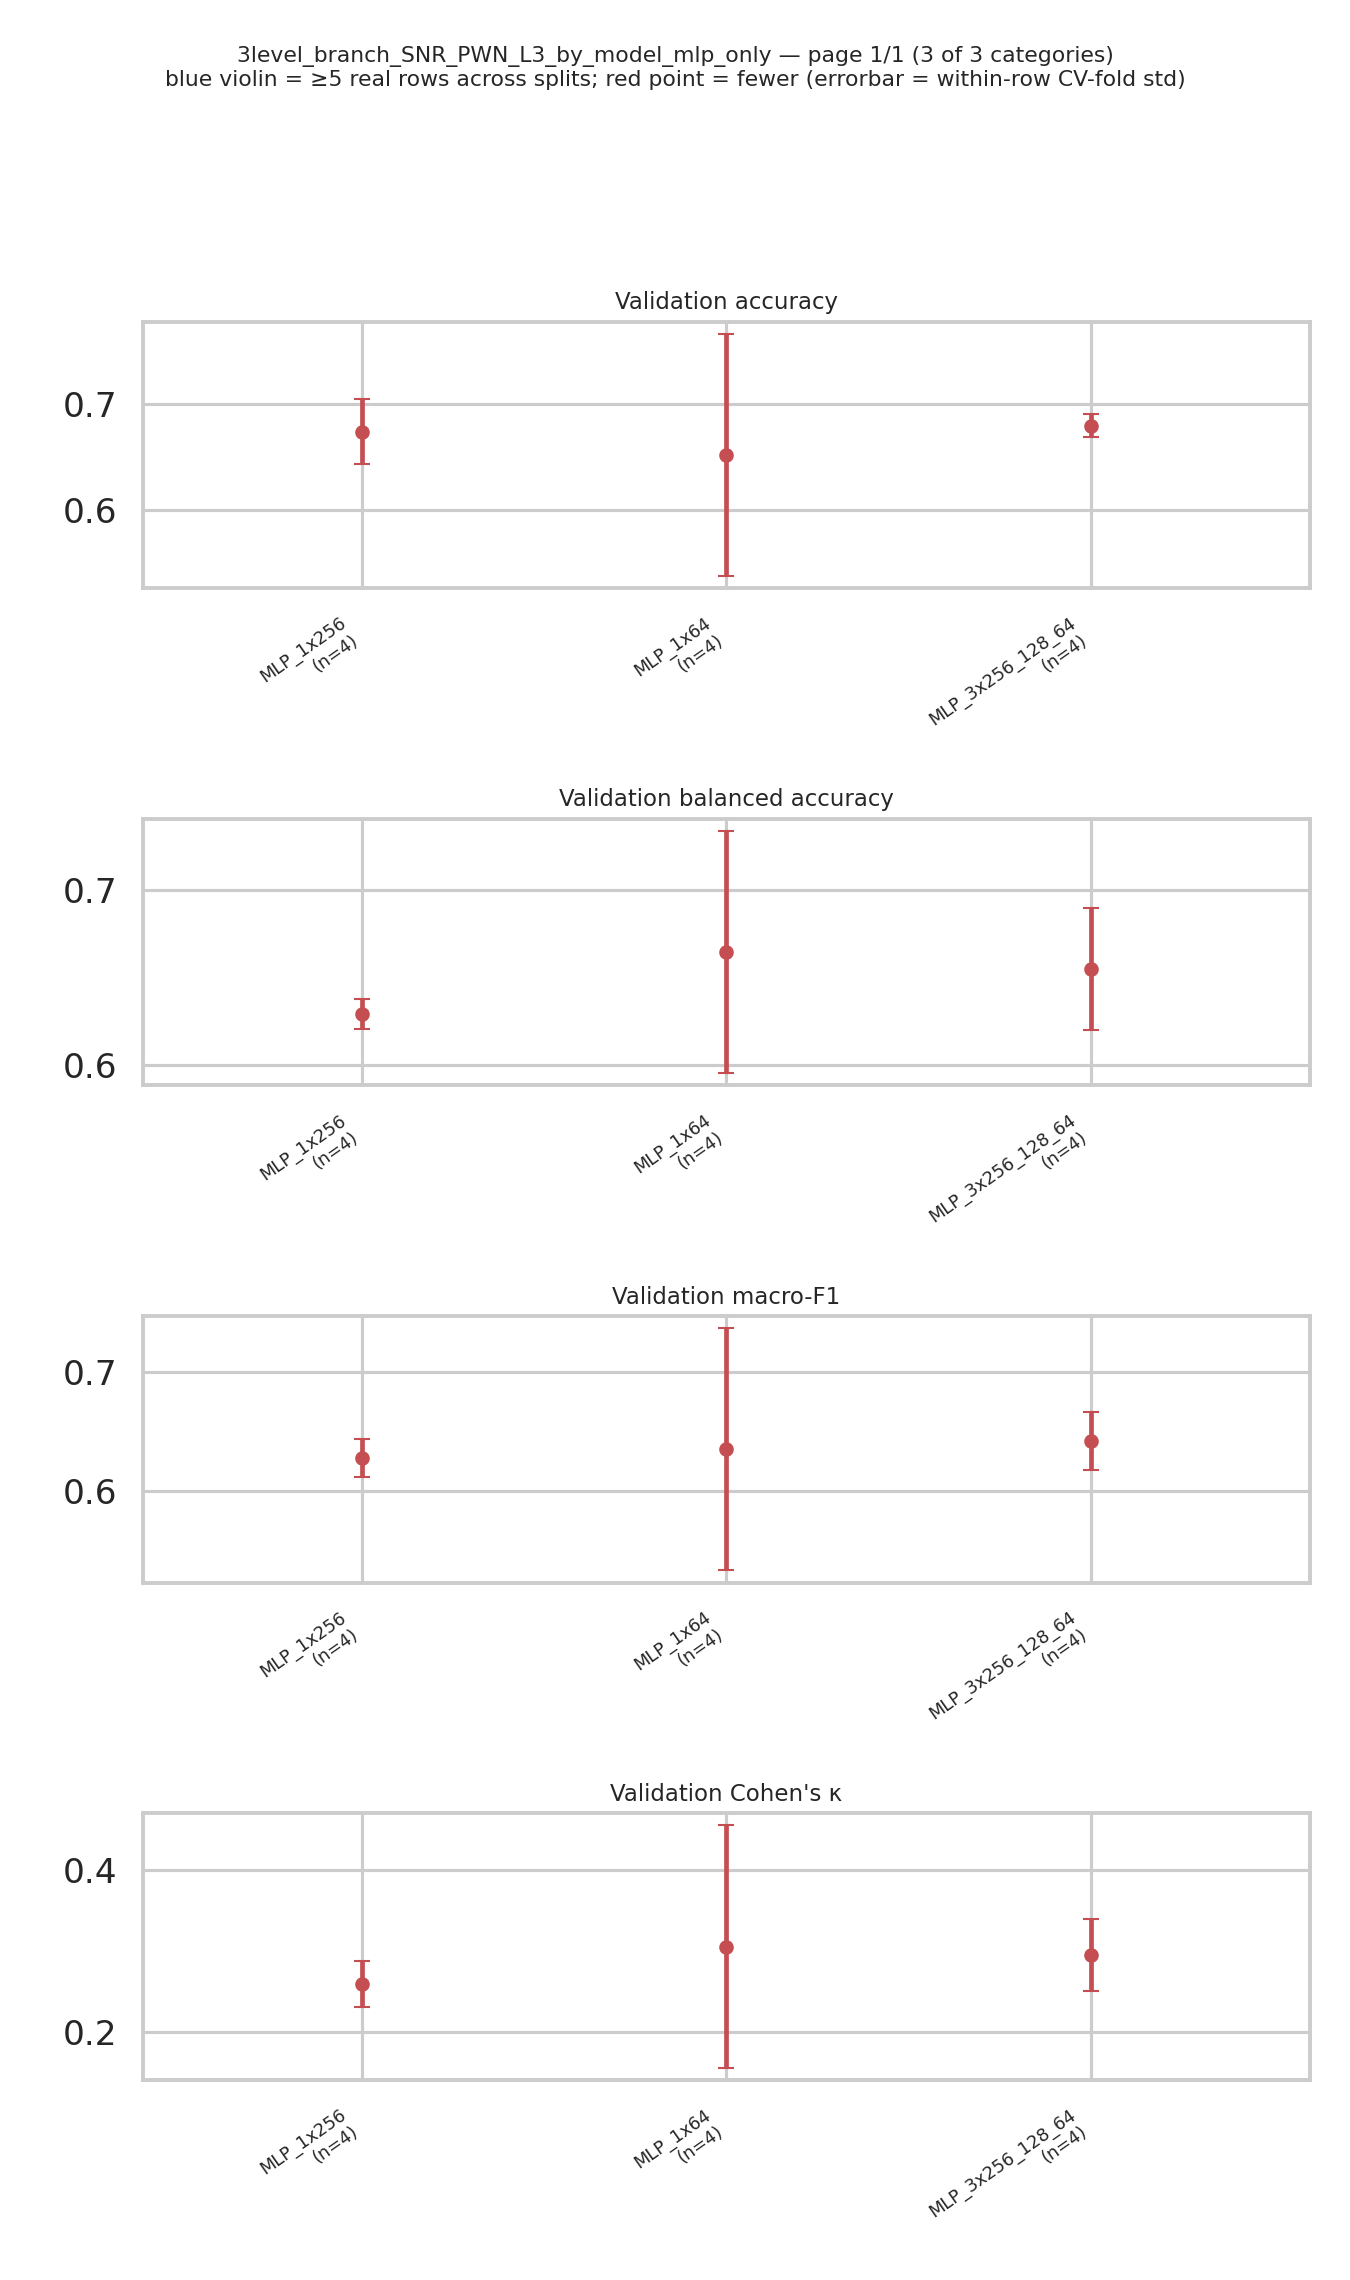 3level_branch_SNR_PWN_L3_by_model_mlp_only — page 1/1 (3 of 3 categories)
blue violin = ≥5 real rows across splits; red point = fewer (errorbar = within-row CV-fold std)
Validation accuracy
0.7
0.6
MLP_1x256
(n=4)
MLP_1x64
(n=4)
MLP_3x256_128_64
(n=4)
Validation balanced accuracy
0.7
0.6
MLP_1x256
(n=4)
MLP_1x64
(n=4)
MLP_3x256_128_64
(n=4)
Validation macro-F1
0.7
0.6
MLP_1x256
(n=4)
MLP_1x64
(n=4)
MLP_3x256_128_64
(n=4)
Validation Cohen's κ
0.4
0.2
MLP_1x256
(n=4)
MLP_1x64
(n=4)
MLP_3x256_128_64
(n=4)